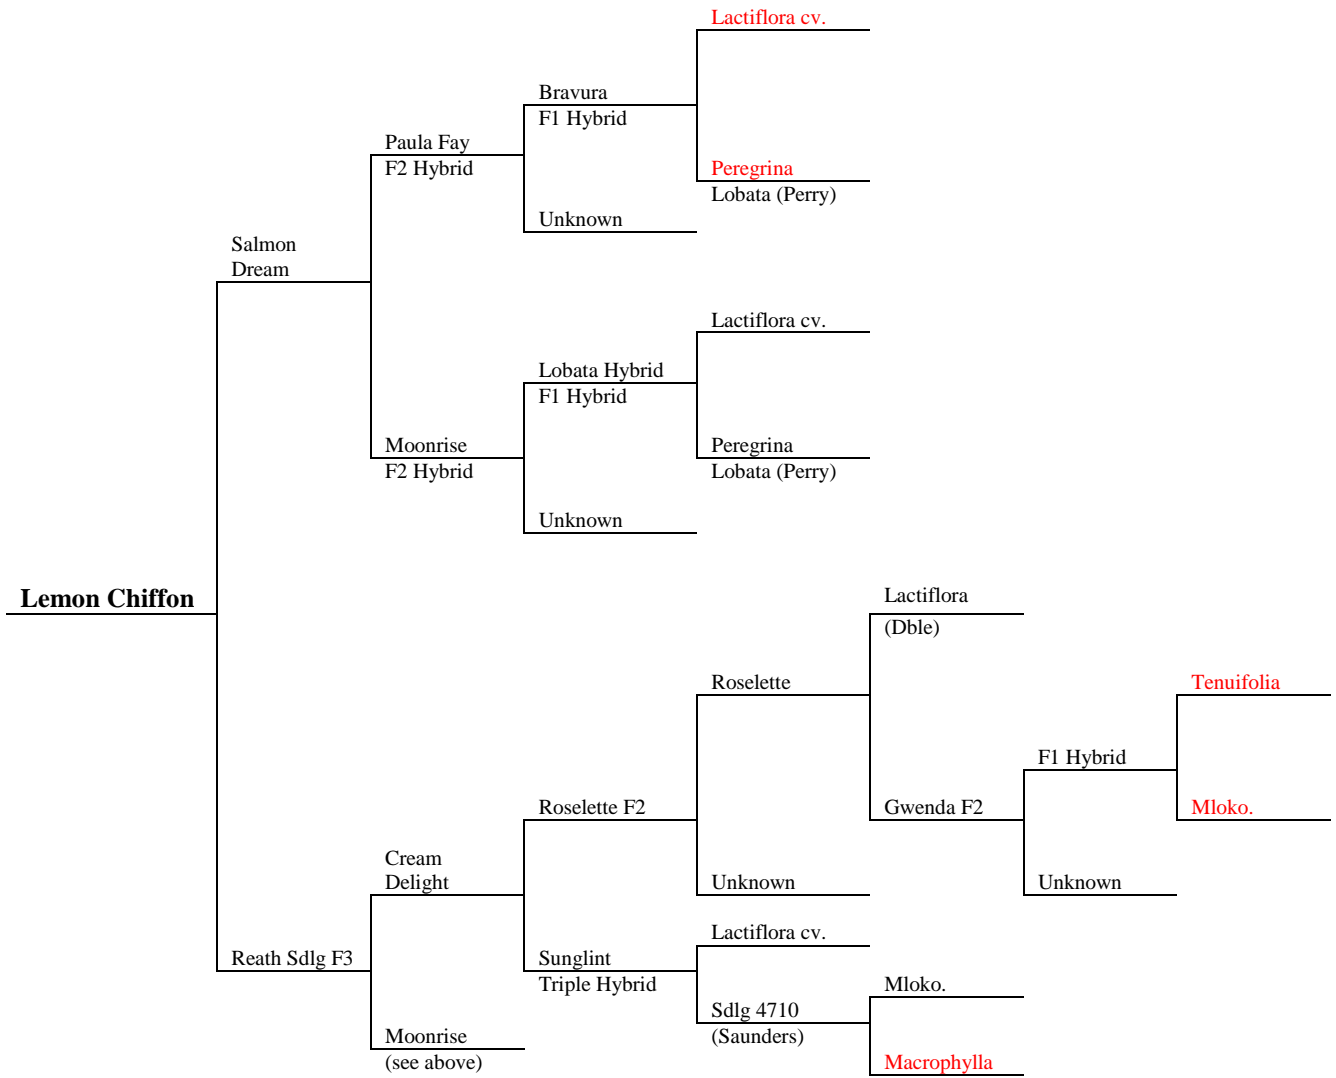 Lactiflora cv.
Bravura
F1 Hybrid
Paula Fay
F2 Hybrid
Peregrina
Lobata (Perry)
Unknown
Salmon
Dream
Lactiflora cv.
Lobata Hybrid
F1 Hybrid
Moonrise
F2 Hybrid
Peregrina
Lobata (Perry)
Unknown
Lemon Chiffon
Lactiflora
(Dble)
Roselette
Tenuifolia
F1 Hybrid
Roselette F2
Gwenda F2
Mloko.
Cream
Delight
Unknown
Unknown
Lactiflora cv.
Reath Sdlg F3
Sunglint
Triple Hybrid
Mloko.
Sdlg 4710
(Saunders)
Moonrise
(see above)
Macrophylla